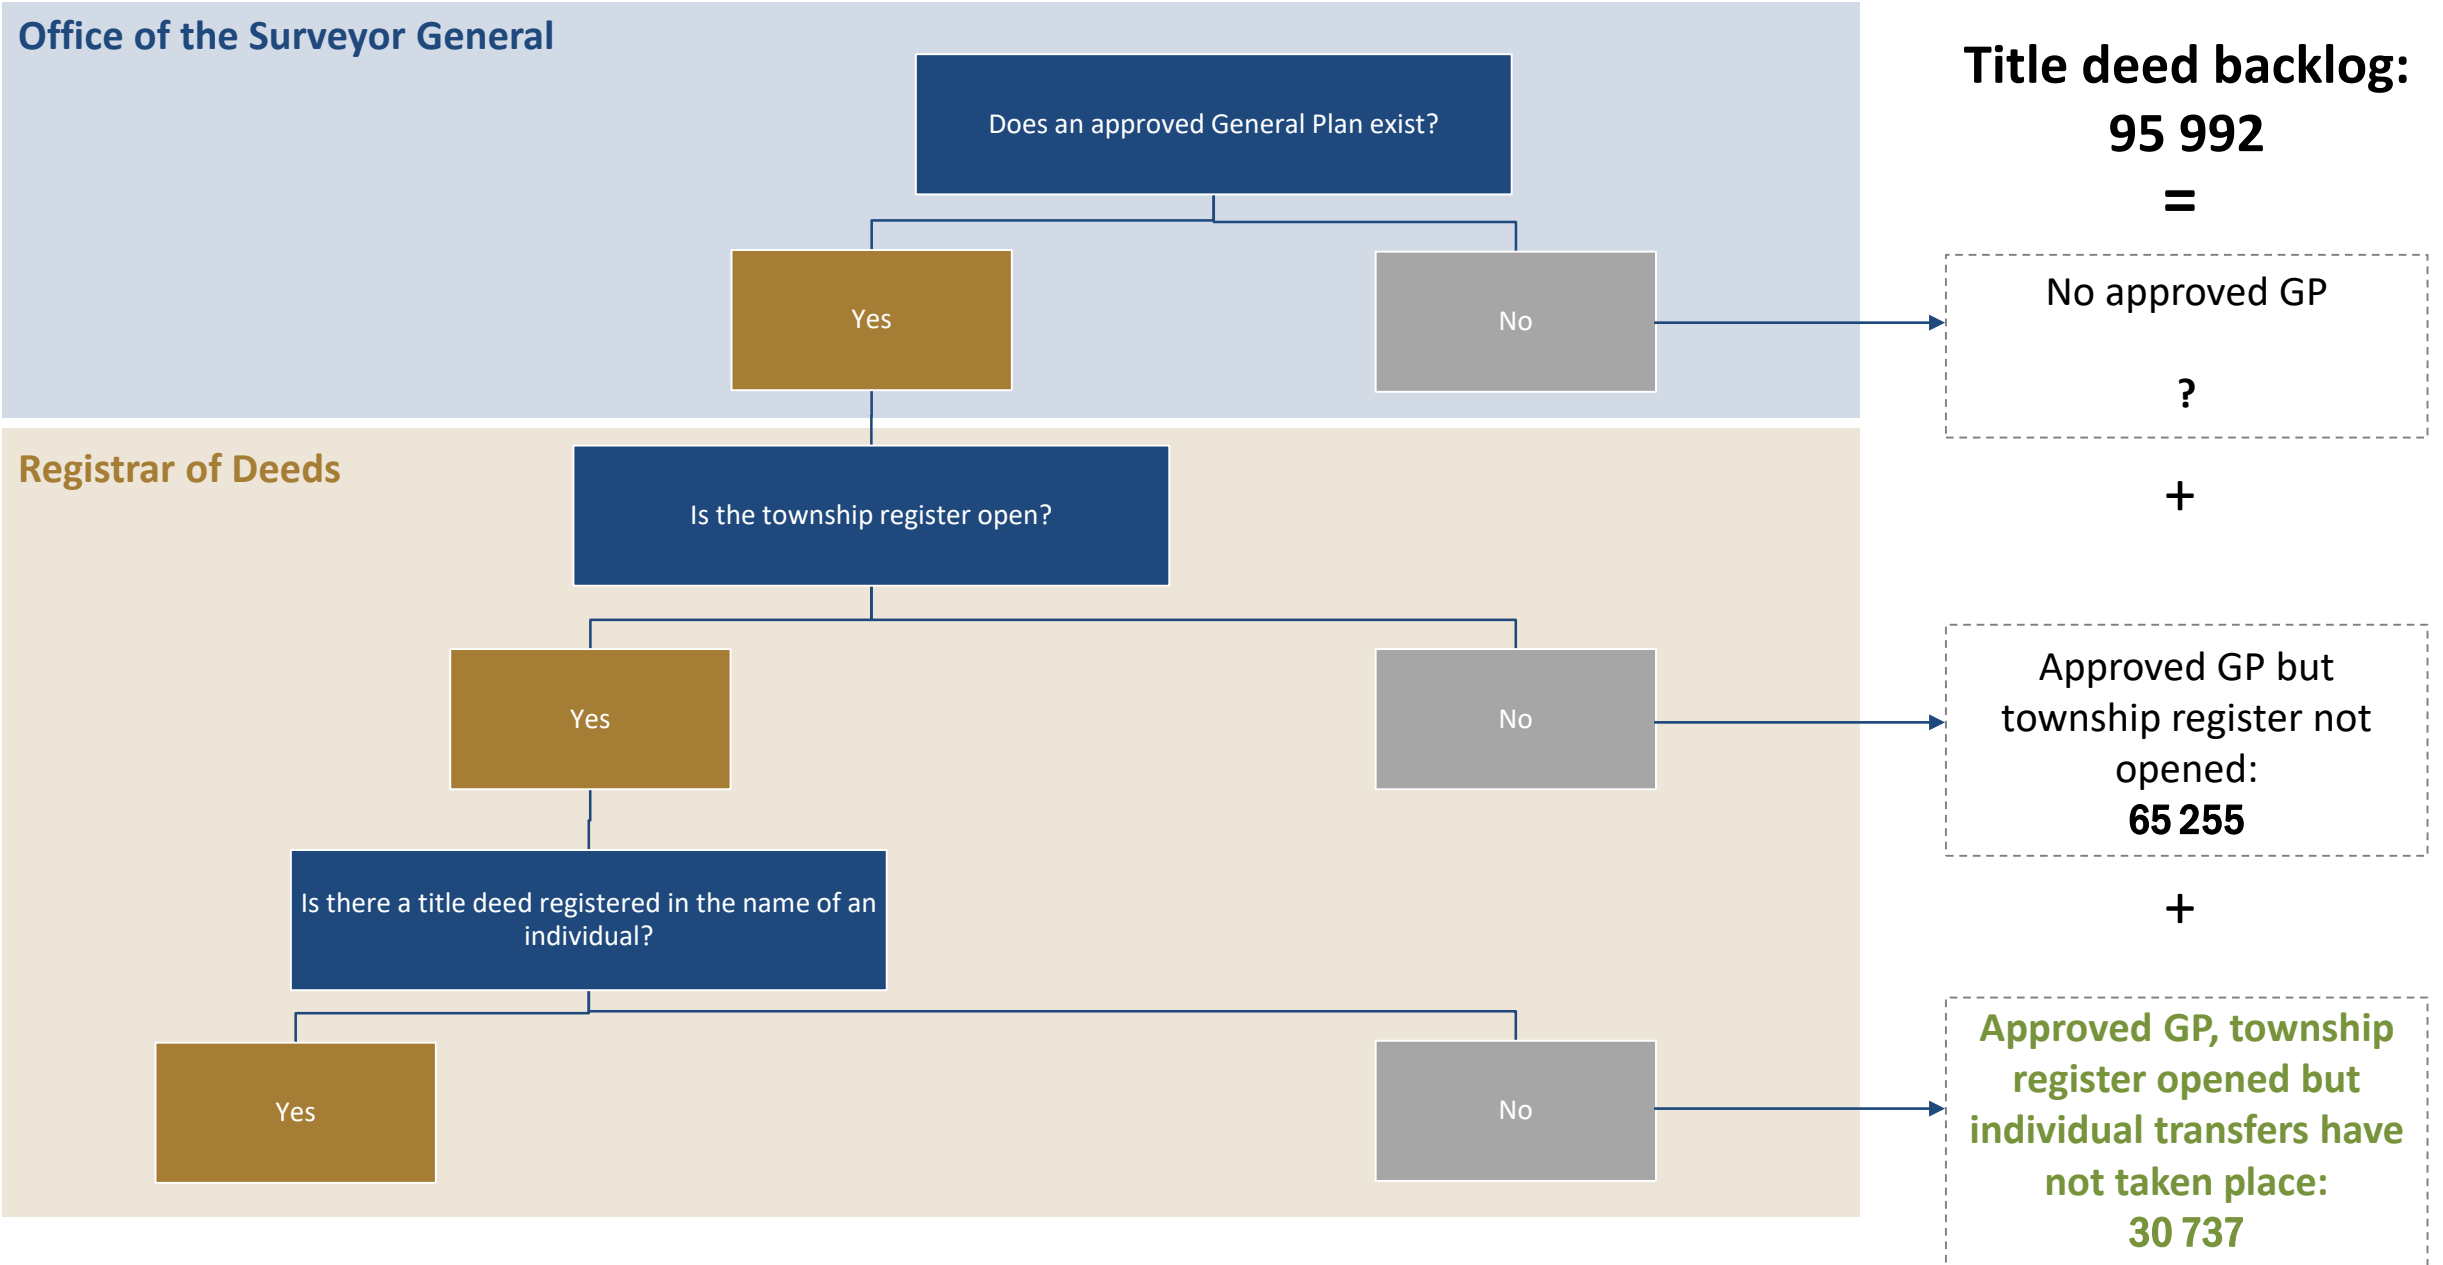 Office of the Surveyor General
Does an approved General Plan exist?
Yes
No
Registrar of Deeds
Is the township register open?
Yes
No
Is there a title deed registered in the name of an
individual?
Yes
No
Title deed backlog:
95 992
=
No approved GP
?
+
Approved GP but
township register not
opened:
65 255
+
Approved GP, township
register opened but
individual transfers have
not taken place:
30 737